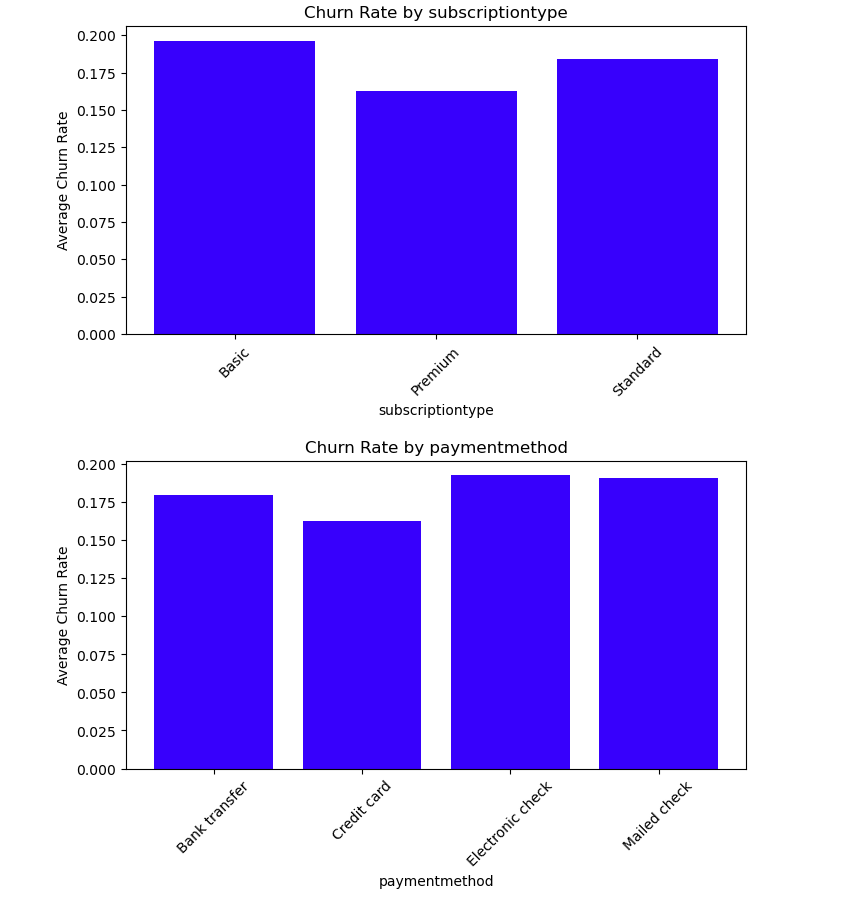 Churn Rate by subscriptiontype
0.200
0.175
0.150
0.125
0.100
0.075
0.050
0.025
0.000
Average Churn Rate
Basic
Premium
Standard
subscriptiontype
Churn Rate by paymentmethod
0.200
0.175
0.150
0.125
0.100
0.075
0.050
0.025
0.000
Average Churn Rate
Bank transfer
Credit card
Electronic check
Mailed check
paymentmethod